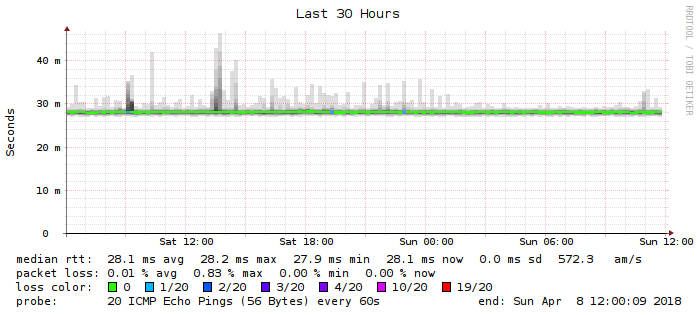 Last 30 Hours
RRDTOOL / TOBI OETIKER
Seconds
40 m
30 m
20 m
10 m
0
Sat 12:00 Sat 18:00 Sun 00:00 Sun 06:00 Sun 12:00
median rtt: 28.1 ms avg 28.2 ms max 27.9 ms min 28.1 ms now 0.0 ms sd 572.3 am/s
packet loss: 0.01 % avg 0.83 % max 0.00 % min 0.00 % now
loss color: 0 1/20 2/20 3/20 4/20 10/20 19/20
probe: 20 ICMP Echo Pings (56 Bytes) every 60s end: Sun Apr 8 12:00:09 2018